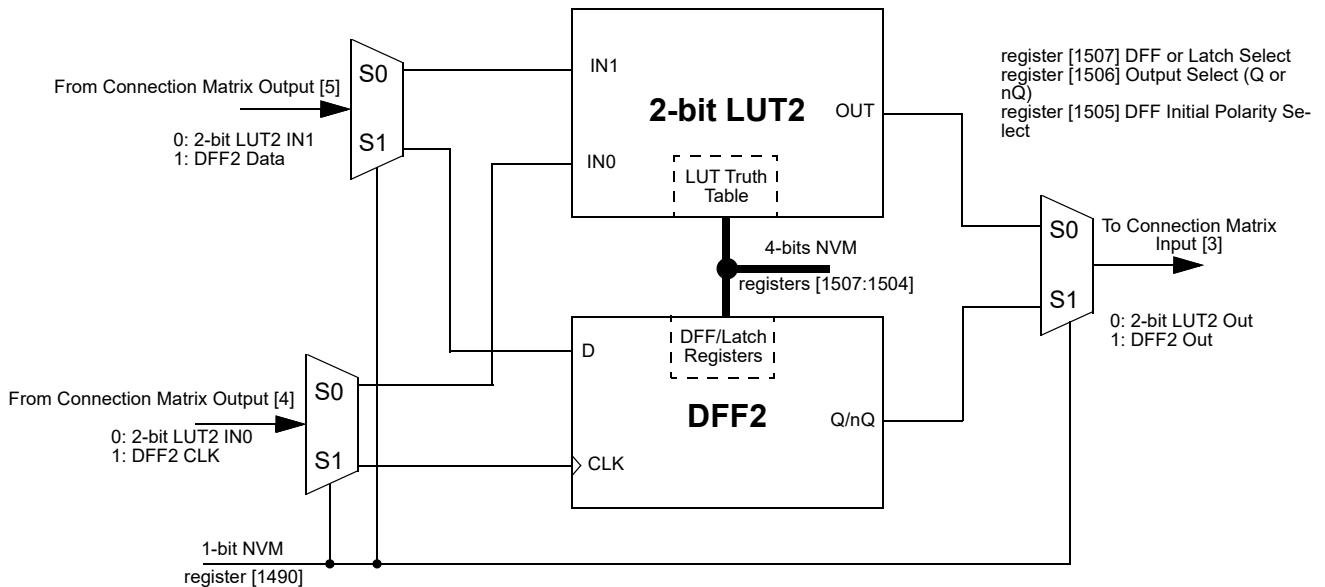 From Connection Matrix Output [5]
0: 2-bit LUT2 IN1
1: DFF2 Data
S0
S1
IN1
IN0
2-bit LUT2
OUT
LUT Truth
Table
register [1507] DFF or Latch Select
register [1506] Output Select (Q or
nQ)
register [1505] DFF Initial Polarity Se-
lect
4-bits NVM
registers [1507:1504]
S0
S1
To Connection Matrix
Input [3]
0: 2-bit LUT2 Out
1: DFF2 Out
From Connection Matrix Output [4]
0: 2-bit LUT2 IN0
1: DFF2 CLK
S0
S1
D
CLK
DFF/Latch
Registers
DFF2
Q/nQ
1-bit NVM
register [1490]